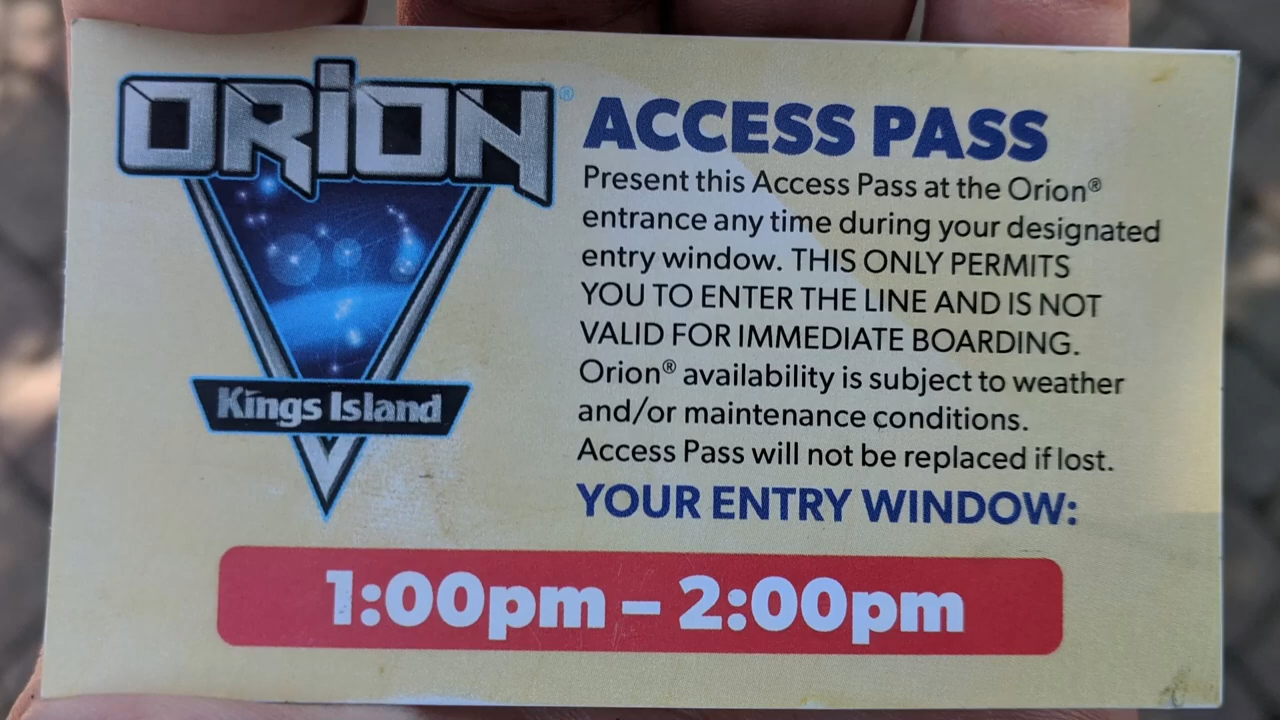 ORION®
Kings Island
ACCESS PASS
Present this Access Pass at the Orion®
entrance any time during your designated
entry window. THIS ONLY PERMITS
YOU TO ENTER THE LINE AND IS NOT
VALID FOR IMMEDIATE BOARDING.
Orion® availability is subject to weather
and/or maintenance conditions.
Access Pass will not be replaced if lost.
YOUR ENTRY WINDOW:
1:00pm – 2:00pm